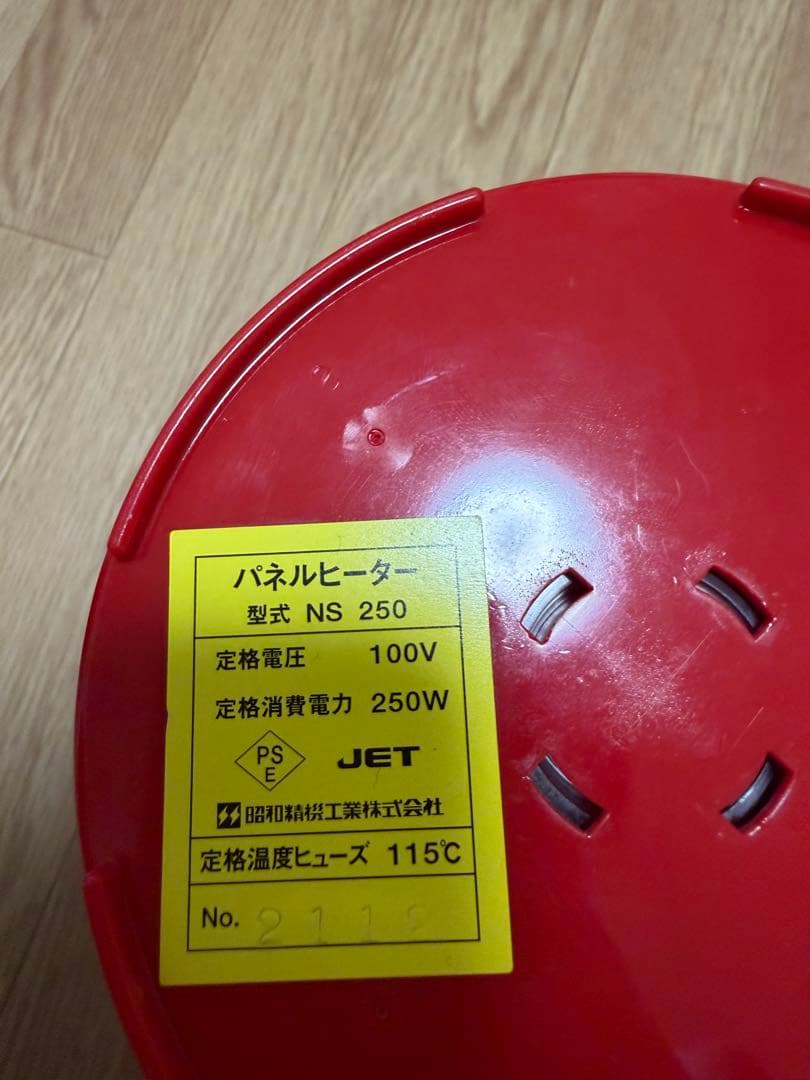 パネルヒーター
型式 NS 250
定格電圧 100V
定格消費電力 250W
PS
E
JET
昭和精機工業株式会社
定格温度ヒューズ 115℃
No.